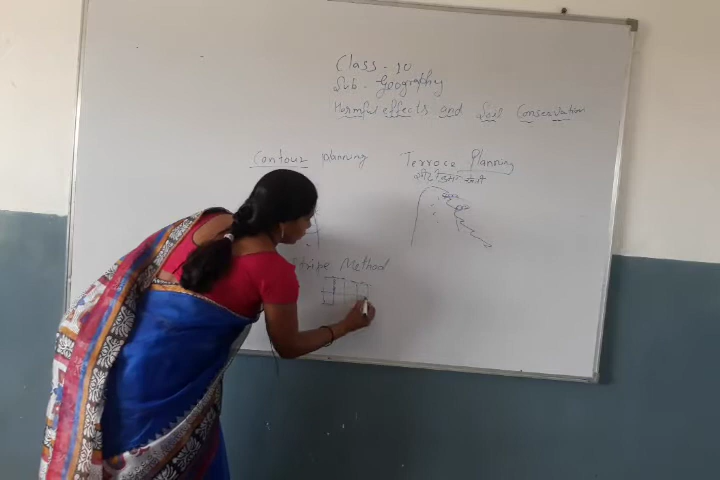 Class - 10
Sub - Geography
Harmful effects and Soil Conservation
Contour planning
Terrace Planning
Stripe Method